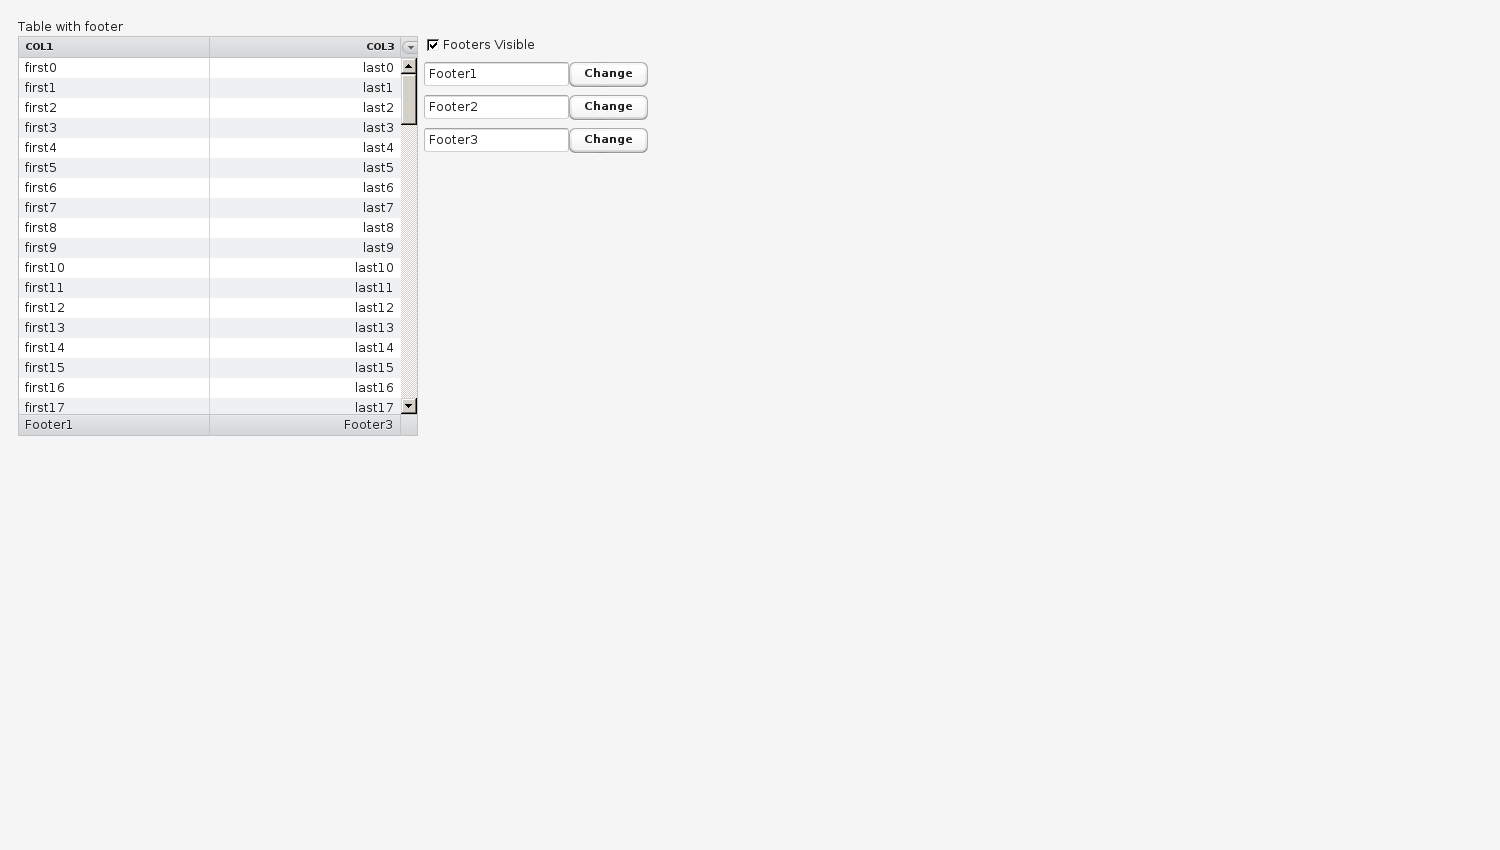 Table with footer
COL1 COL3
Footers Visible
first0 last0
Footer1 Change
first1 last1
first2 last2
Footer2 Change
first3 last3
Footer3 Change
first4 last4
first5 last5
first6 last6
first7 last7
first8 last8
first9 last9
first10 last10
first11 last11
first12 last12
first13 last13
first14 last14
first15 last15
first16 last16
first17 last17
Footer1 Footer3